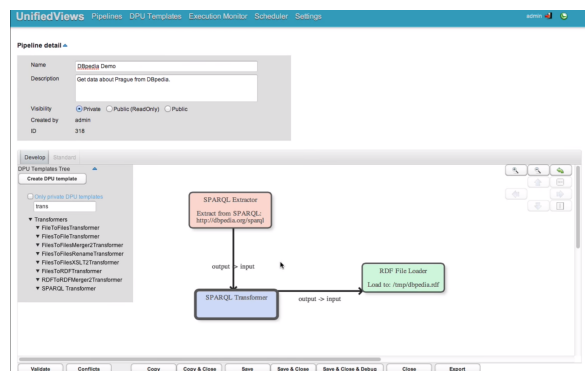 UnifiedViews Pipelines DPU Templates Execution Monitor Scheduler Settings admin
Pipeline detail
Name DBpedia Demo
Description Get data about Prague from DBpedia.
Visibility Private Public (ReadOnly) Public
Created by admin
ID 318
Develop Standard
DPU Templates Tree
Create DPU template
Only private DPU templates
trans
Transformers
FileToFilesTransformer
FilesToFileTransformer
FilesToFilesMerger2Transformer
FilesToFilesRenameTransformer
FilesToFilesXSLT2Transformer
FilesToRDFTransformer
RDFToRDFMerger2Transformer
SPARQL Transformer
SPARQL Extractor
Extract from SPARQL:
http://dbpedia.org/sparql
output -> input
RDF File Loader
Load to: /tmp/dbpedia.rdf
SPARQL Transformer
output -> input
Validate Conflicts Copy Copy & Close Save Save & Close Save & Close & Debug Close Export